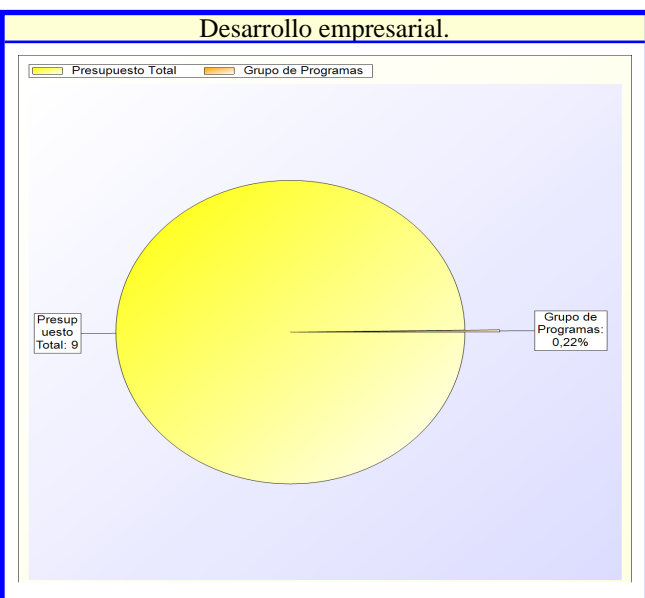 Desarrollo empresarial.
Presupuesto Total Grupo de Programas
Presup
uesto
Total: 9
Grupo de
Programas:
0,22%